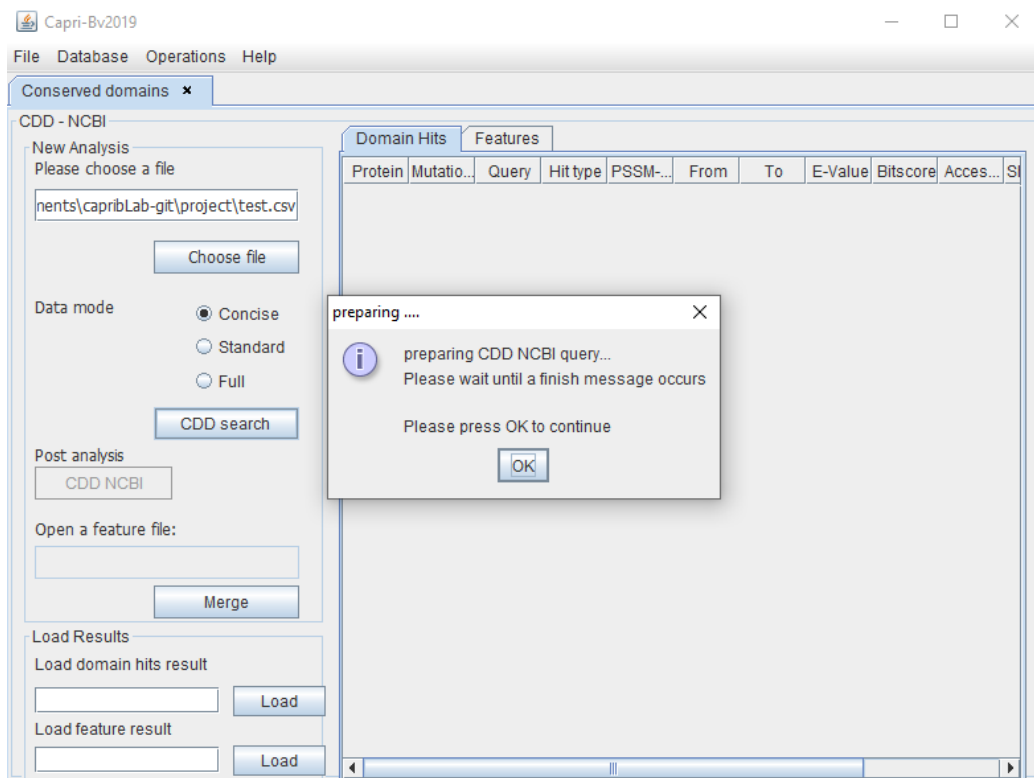 Capri-Bv2019
File Database Operations Help
Conserved domains
CDD - NCBI
New Analysis
Please choose a file
nents\capribLab-git\project\test.csv
Choose file
Data mode
Concise
Standard
Full
CDD search
Post analysis
CDD NCBI
Open a feature file:
Merge
Load Results
Load domain hits result
Load
Load feature result
Load
Domain Hits Features
Protein Mutatio... Query Hit type PSSM-... From To E-Value Bitscore Acces... Sl
preparing ....
preparing CDD NCBI query...
Please wait until a finish message occurs
Please press OK to continue
OK